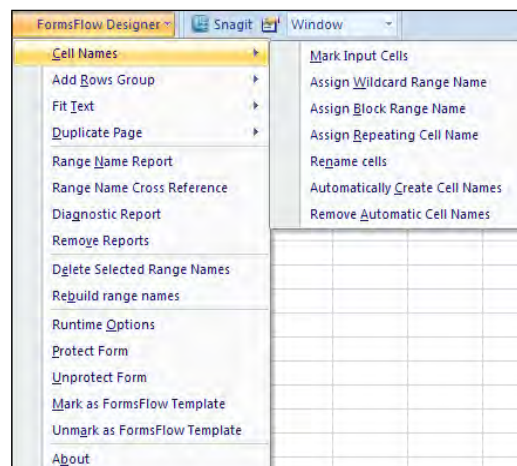 FormsFlow Designer Snagit Window
Cell Names
Add Rows Group
Fit Text
Duplicate Page
Range Name Report
Range Name Cross Reference
Diagnostic Report
Remove Reports
Delete Selected Range Names
Rebuild range names
Runtime Options
Protect Form
Unprotect Form
Mark as FormsFlow Template
Unmark as FormsFlow Template
About
Mark Input Cells
Assign Wildcard Range Name
Assign Block Range Name
Assign Repeating Cell Name
Rename cells
Automatically Create Cell Names
Remove Automatic Cell Names